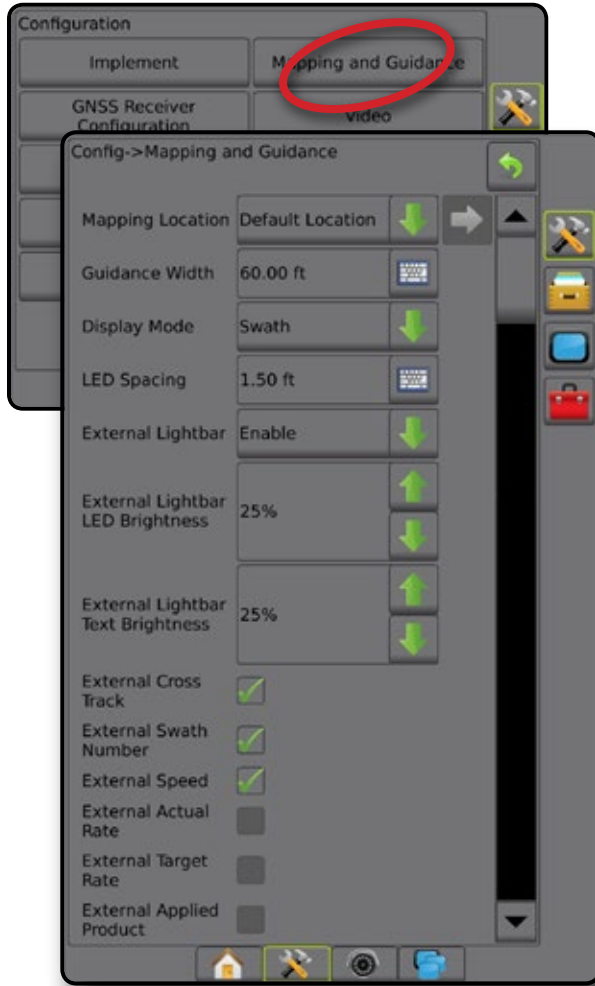 Configuration
Implement
Mapping and Guidance
GNSS Receiver
Configuration
Video
Config->Mapping and Guidance
Mapping Location
Default Location
Guidance Width
60.00 ft
Display Mode
Swath
LED Spacing
1.50 ft
External Lightbar
Enable
External Lightbar
LED Brightness
25%
External Lightbar
Text Brightness
25%
External Cross
Track
External Swath
Number
External Speed
External Actual
Rate
External Target
Rate
External Applied
Product